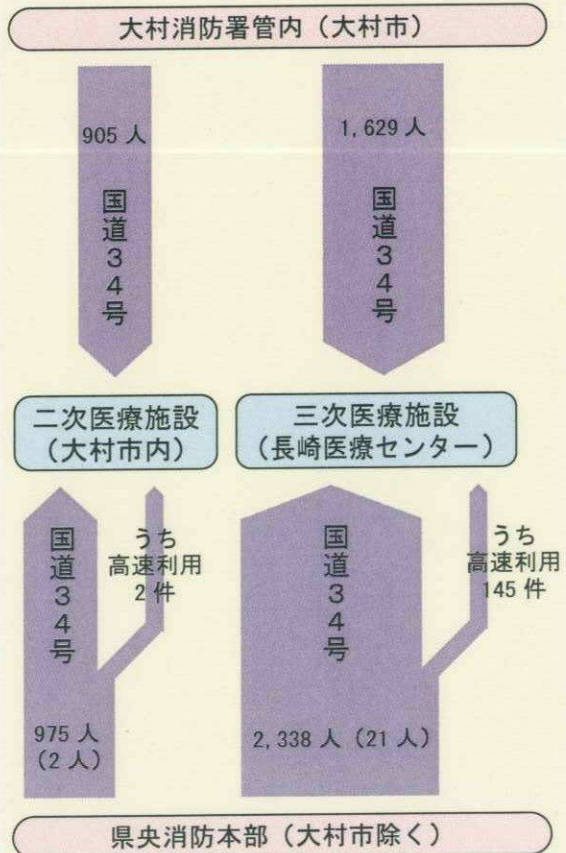 大村消防署管内（大村市）
905 人
国道３４号
1,629 人
国道３４号
二次医療施設
（大村市内）
三次医療施設
（長崎医療センター）
国道３４号
うち
高速利用
2 件
975 人
（2 人）
国道３４号
うち
高速利用
145 件
2,338 人（21 人）
県央消防本部（大村市除く）